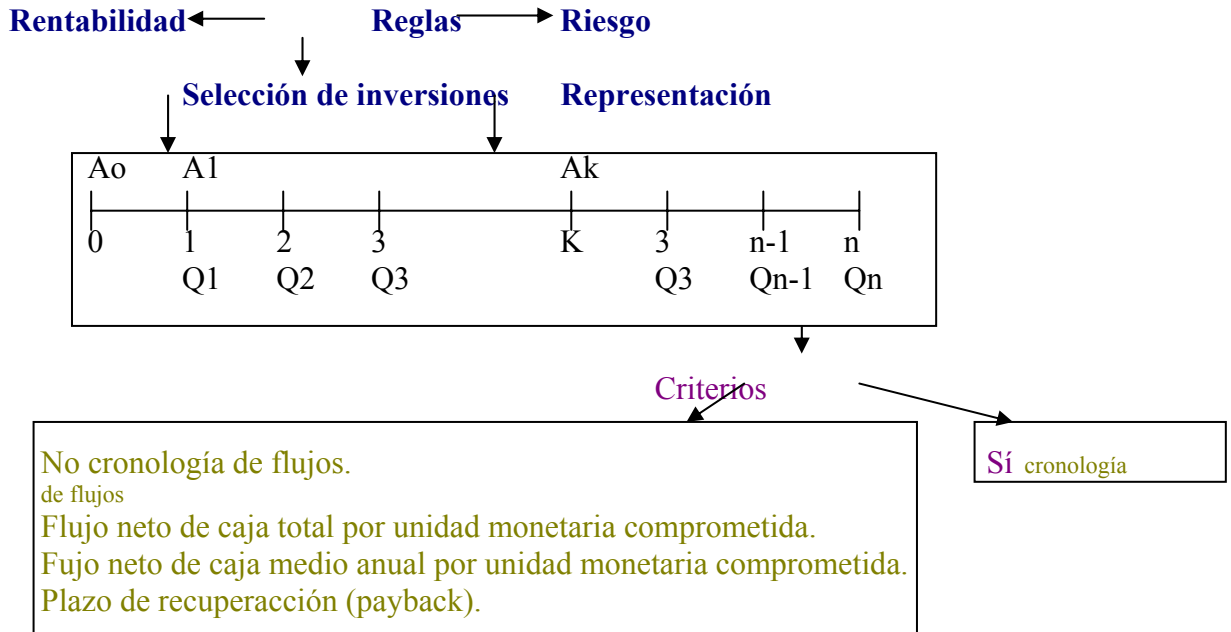 Rentabilidad Reglas Riesgo
Selección de inversiones Representación
Ao A1 Ak
0 1 2 3 K 3 n-1 n
Q1 Q2 Q3 Q3 Qn-1 Qn
Criterios
No cronología de flujos.
de flujos
Flujo neto de caja total por unidad monetaria comprometida.
Fujo neto de caja medio anual por unidad monetaria comprometida.
Plazo de recuperacción (payback).
Sí cronología